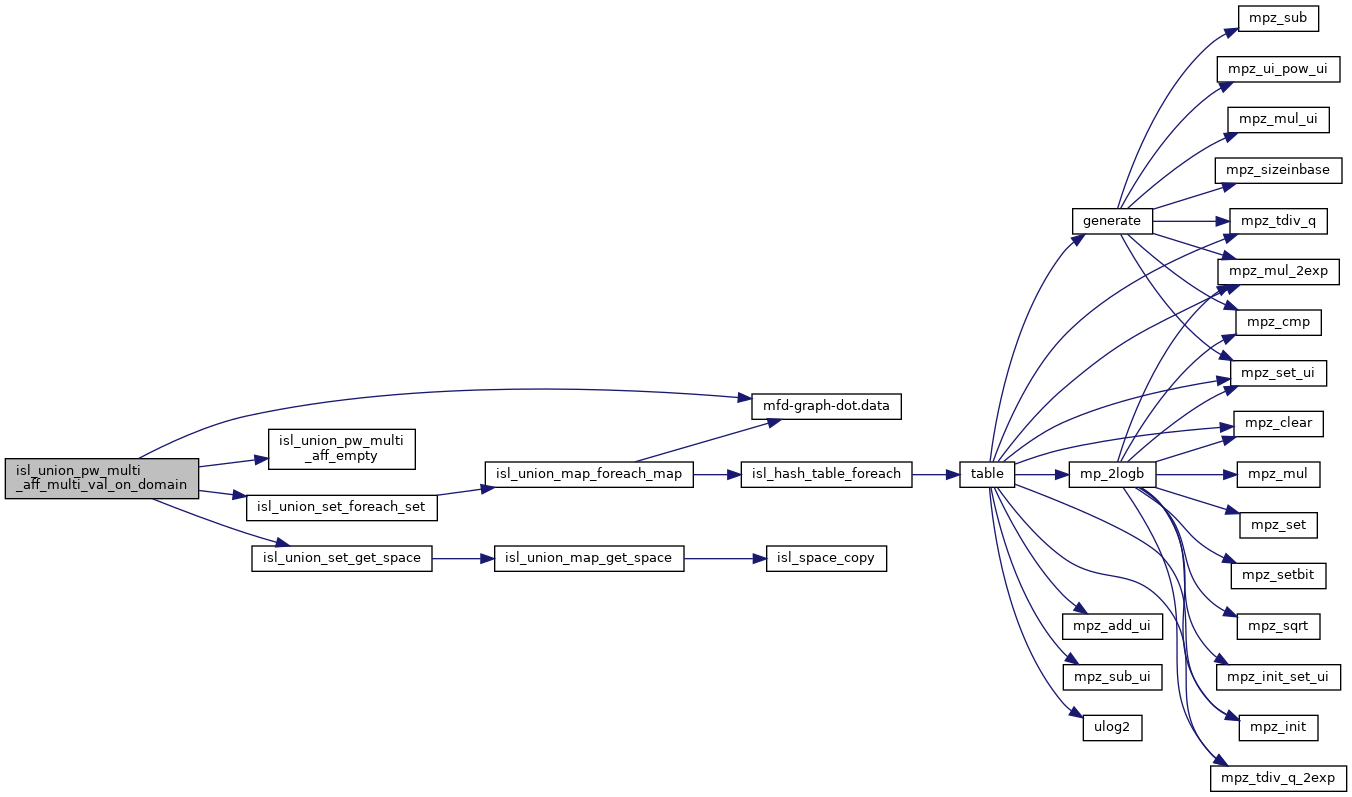 isl_union_pw_multi
_aff_multi_val_on_domain
mfd-graph-dot.data
isl_union_pw_multi
_aff_empty
isl_union_set_foreach_set
isl_union_set_get_space
isl_union_map_foreach_map
isl_union_map_get_space
isl_hash_table_foreach
isl_space_copy
table
generate
mp_2logb
mpz_add_ui
mpz_sub_ui
ulog2
mpz_sub
mpz_ui_pow_ui
mpz_mul_ui
mpz_sizeinbase
mpz_tdiv_q
mpz_mul_2exp
mpz_cmp
mpz_set_ui
mpz_clear
mpz_mul
mpz_set
mpz_setbit
mpz_sqrt
mpz_init_set_ui
mpz_init
mpz_tdiv_q_2exp